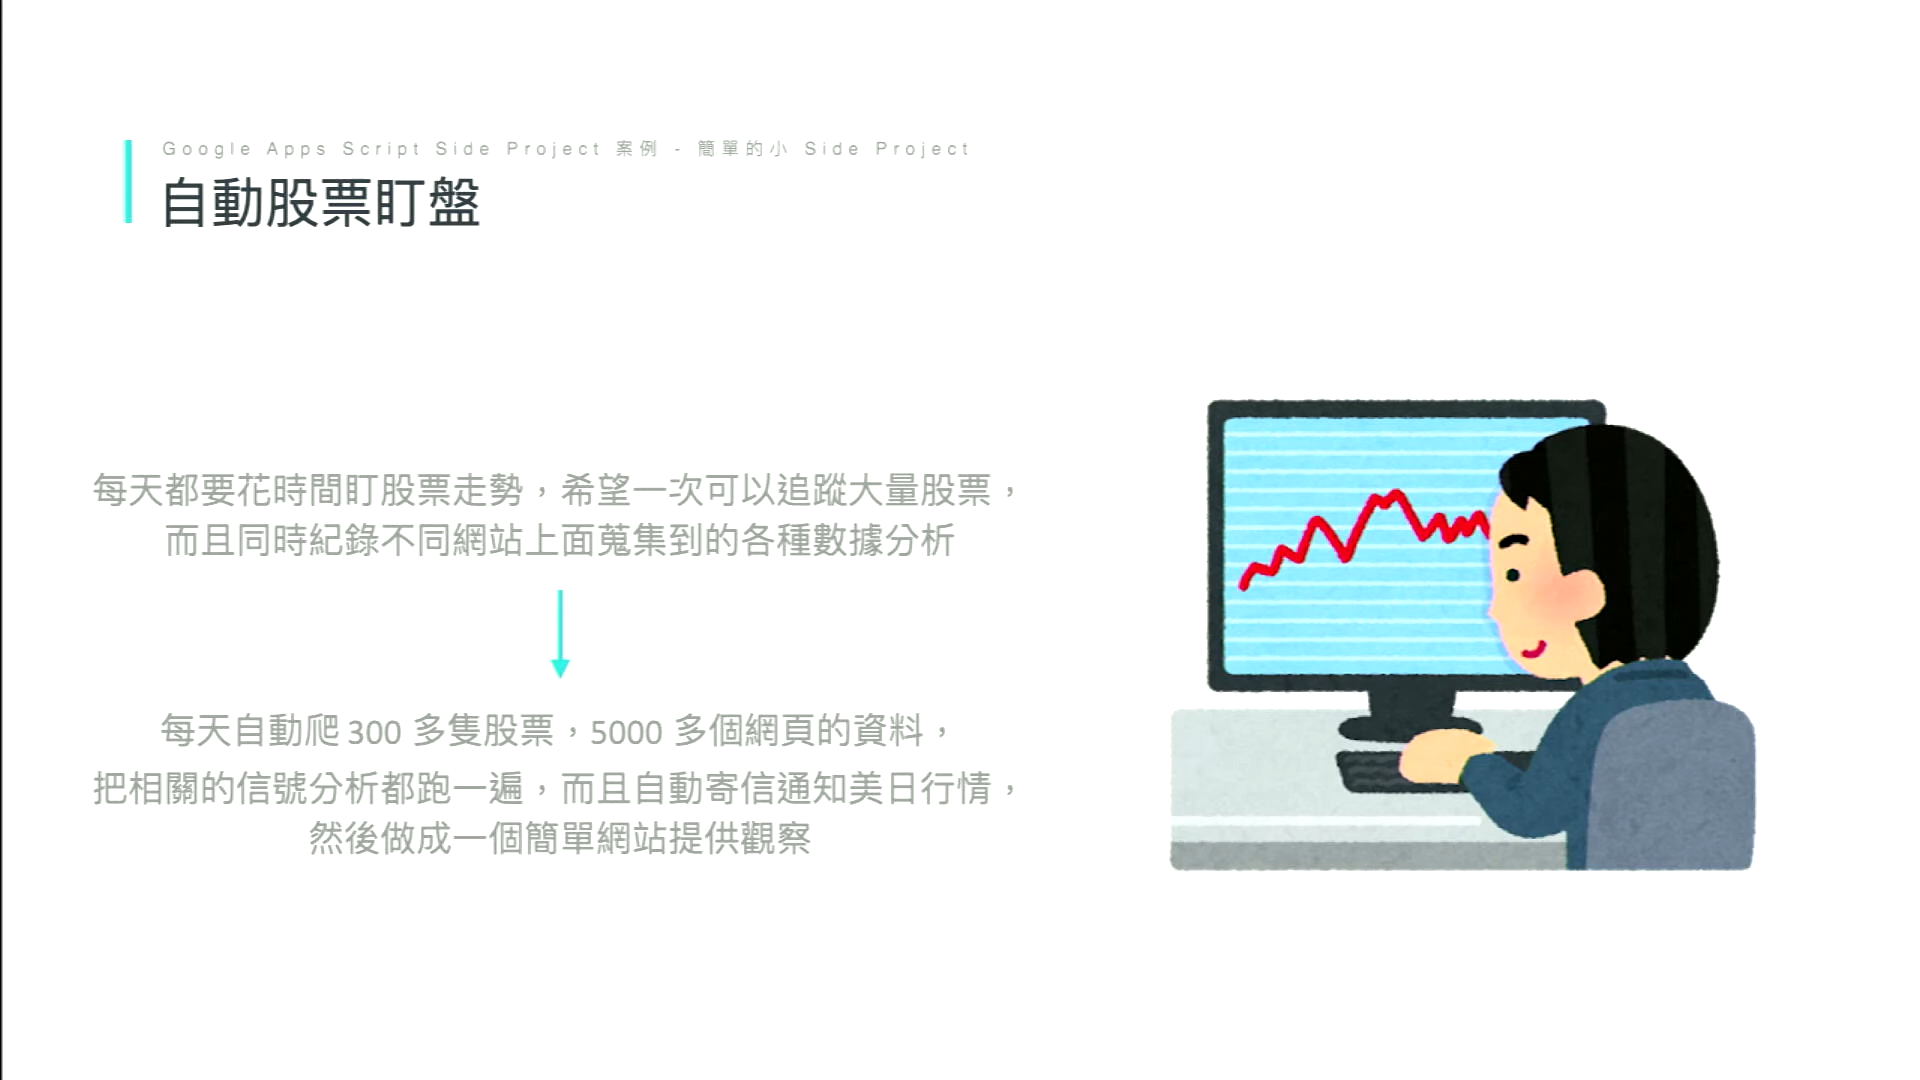 Google Apps Script Side Project 案例 - 簡單的小 Side Project
自動股票盯盤
每天都要花時間盯股票走勢，希望一次可以追蹤大量股票，
而且同時紀錄不同網站上面蒐集到的各種數據分析
每天自動爬 300 多隻股票，5000 多個網頁的資料，
把相關的信號分析都跑一遍，而且自動寄信通知美日行情，
然後做成一個簡單網站提供觀察